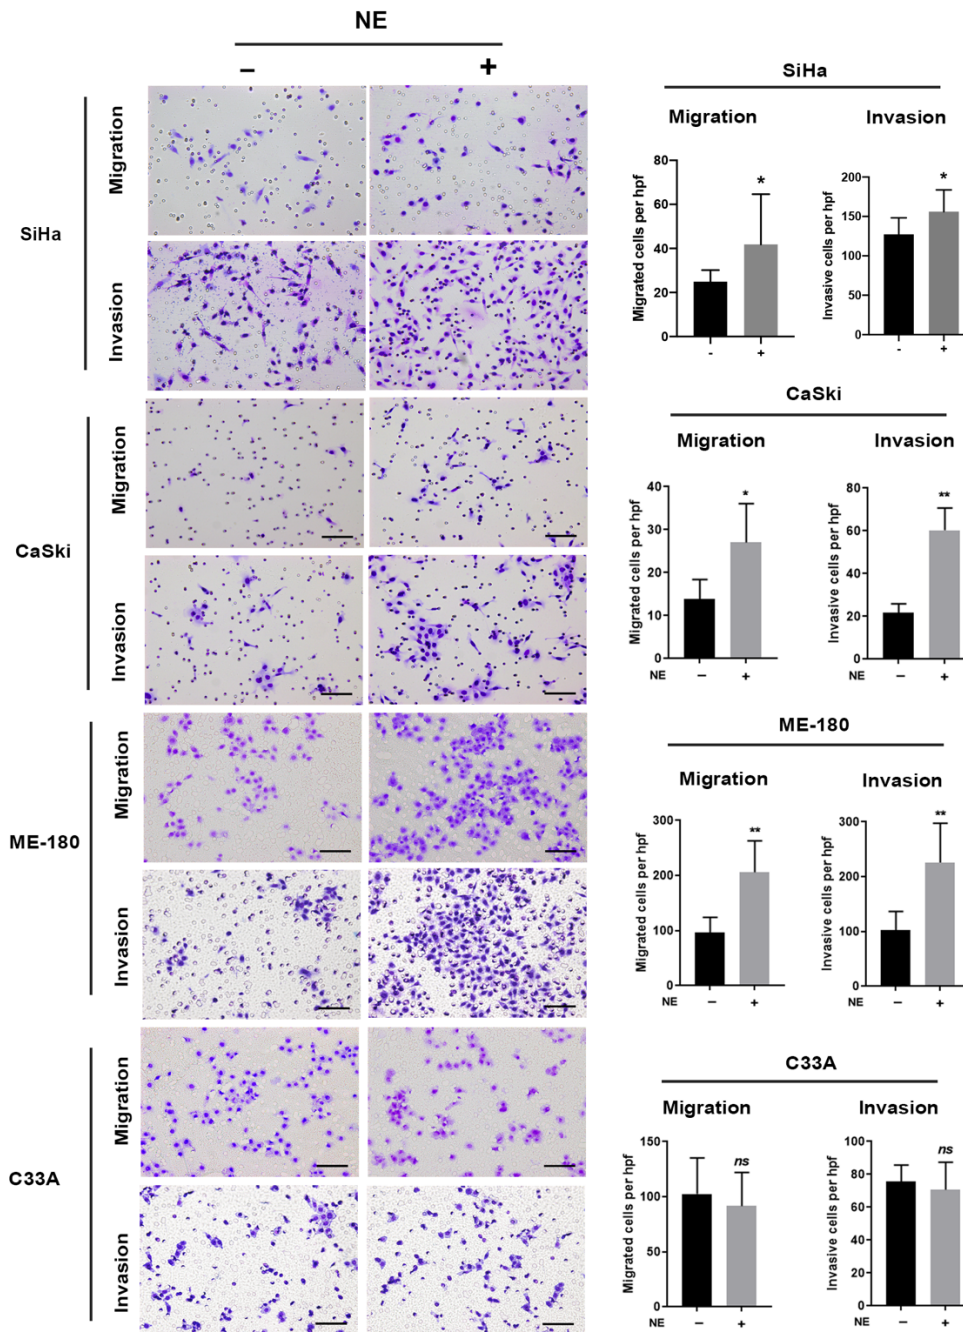 NE
– +
SiHa
Migration
Invasion
CaSki
Migration
Invasion
ME-180
Migration
Invasion
C33A
Migration
Invasion
SiHa
Migration
Migrated cells per hpf
80
60
40
20
0
*
- +
Invasion
Invasive cells per hpf
200
150
100
50
0
*
- +
CaSki
Migration
Migrated cells per hpf
40
30
20
10
0
*
NE – +
Invasion
Invasive cells per hpf
80
60
40
20
0
**
NE – +
ME-180
Migration
Migrated cells per hpf
300
200
100
0
**
NE – +
Invasion
Invasive cells per hpf
300
200
100
0
**
NE – +
C33A
Migration
Migrated cells per hpf
150
100
50
0
ns
NE – +
Invasion
Invasive cells per hpf
100
80
60
40
20
0
ns
NE – +